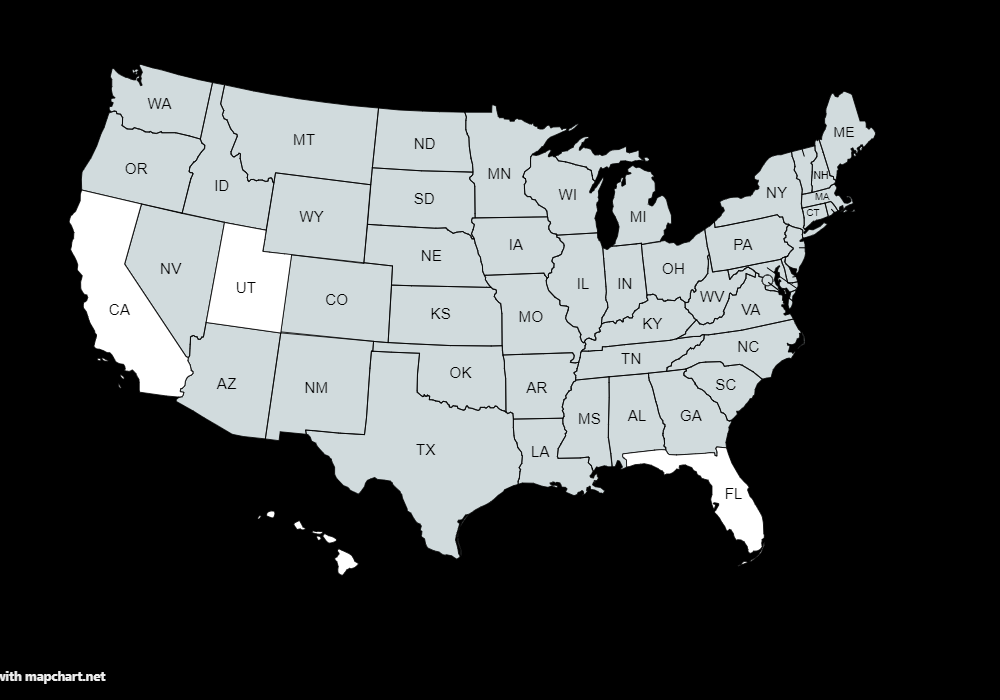 WA
MT
ND
MN
ME
OR
ID
SD
WI
MI
NY
NH
MA
CT
WY
IA
NE
PA
NV
UT
CO
IL
IN
OH
WV
VA
CA
KS
MO
KY
NC
AZ
NM
OK
AR
TN
SC
TX
LA
MS
AL
GA
FL
with mapchart.net